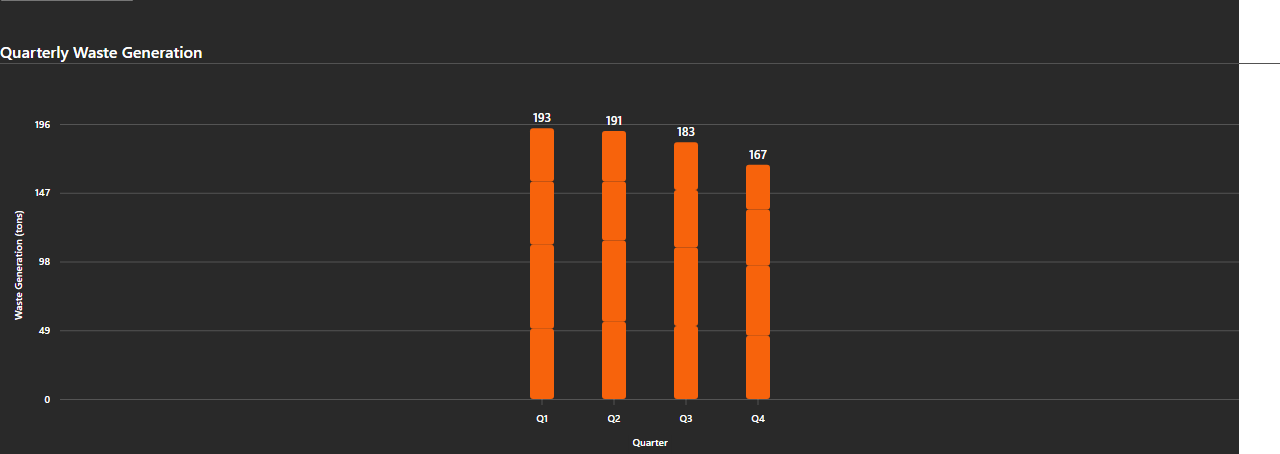 Quarterly Waste Generation
193
191
183
167
196
147
98
49
0
Waste Generation (tons)
Q1
Q2
Q3
Q4
Quarter